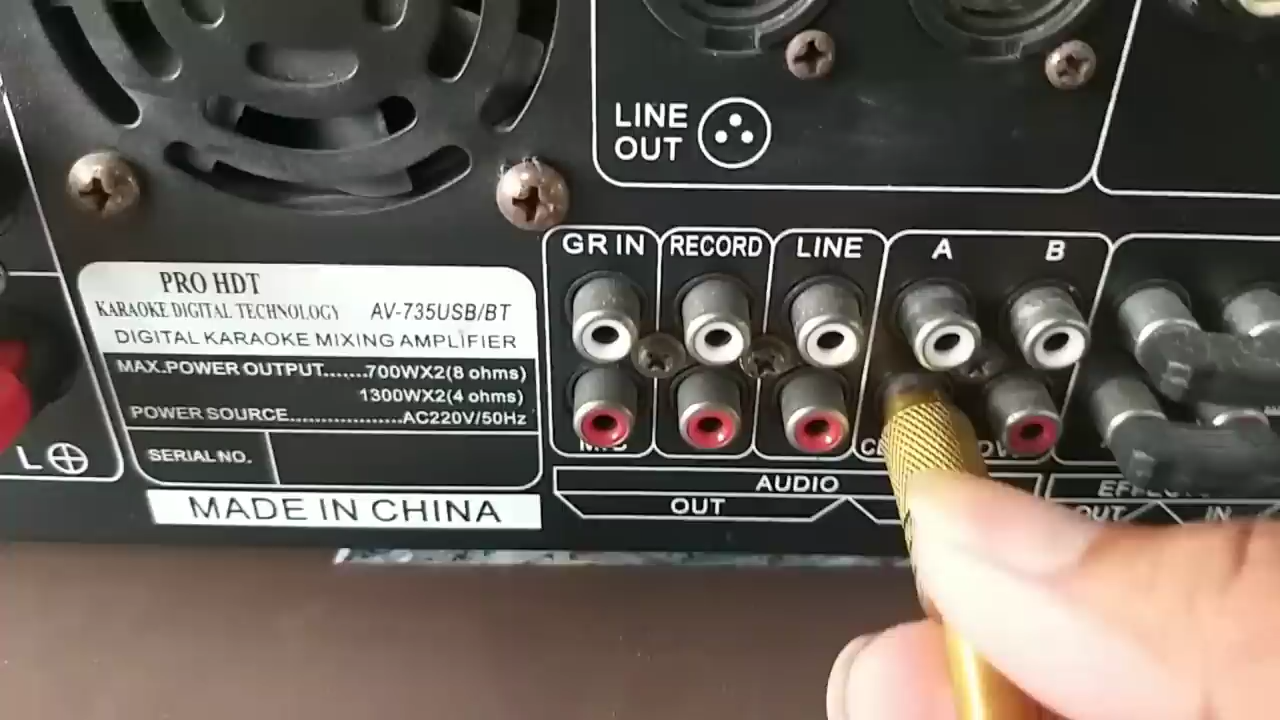 LINE
OUT
GR IN
RECORD
LINE
A
B
PRO HDT
KARAOKE DIGITAL TECHNOLOGY
AV-735USB/BT
DIGITAL KARAOKE MIXING AMPLIFIER
MAX.POWER OUTPUT.......700WX2(8 ohms)
1300WX2(4 ohms)
POWER SOURCE..................AC220V/50Hz
SERIAL NO.
L
AUDIO
OUT
OUT
IN
MADE IN CHINA